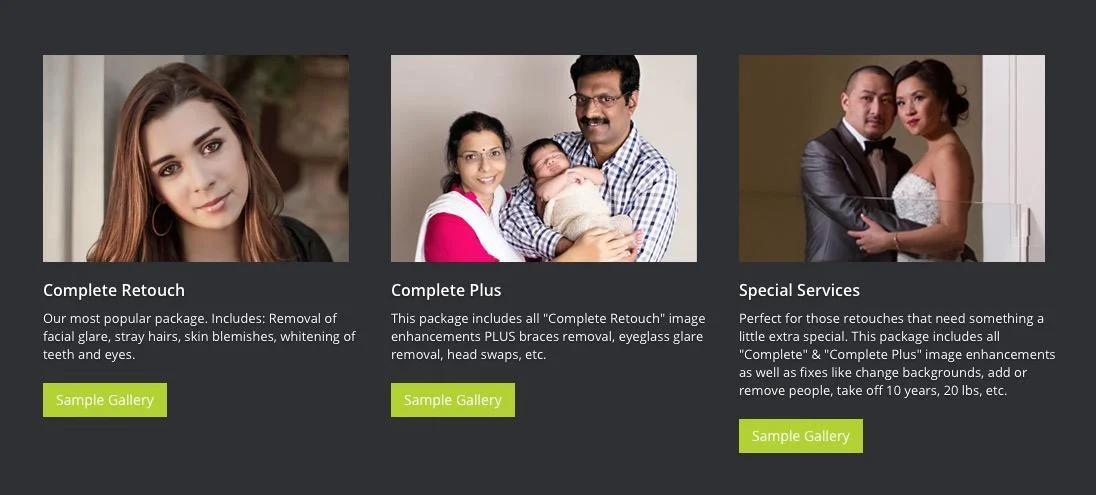 Complete Retouch
Our most popular package. Includes: Removal of
facial glare, stray hairs, skin blemishes, whitening of
teeth and eyes.
Sample Gallery
Complete Plus
This package includes all "Complete Retouch" image
enhancements PLUS braces removal, eyeglass glare
removal, head swaps, etc.
Sample Gallery
Special Services
Perfect for those retouches that need something a
little extra special. This package includes all
"Complete" & "Complete Plus" image enhancements
as well as fixes like change backgrounds, add or
remove people, take off 10 years, 20 lbs, etc.
Sample Gallery